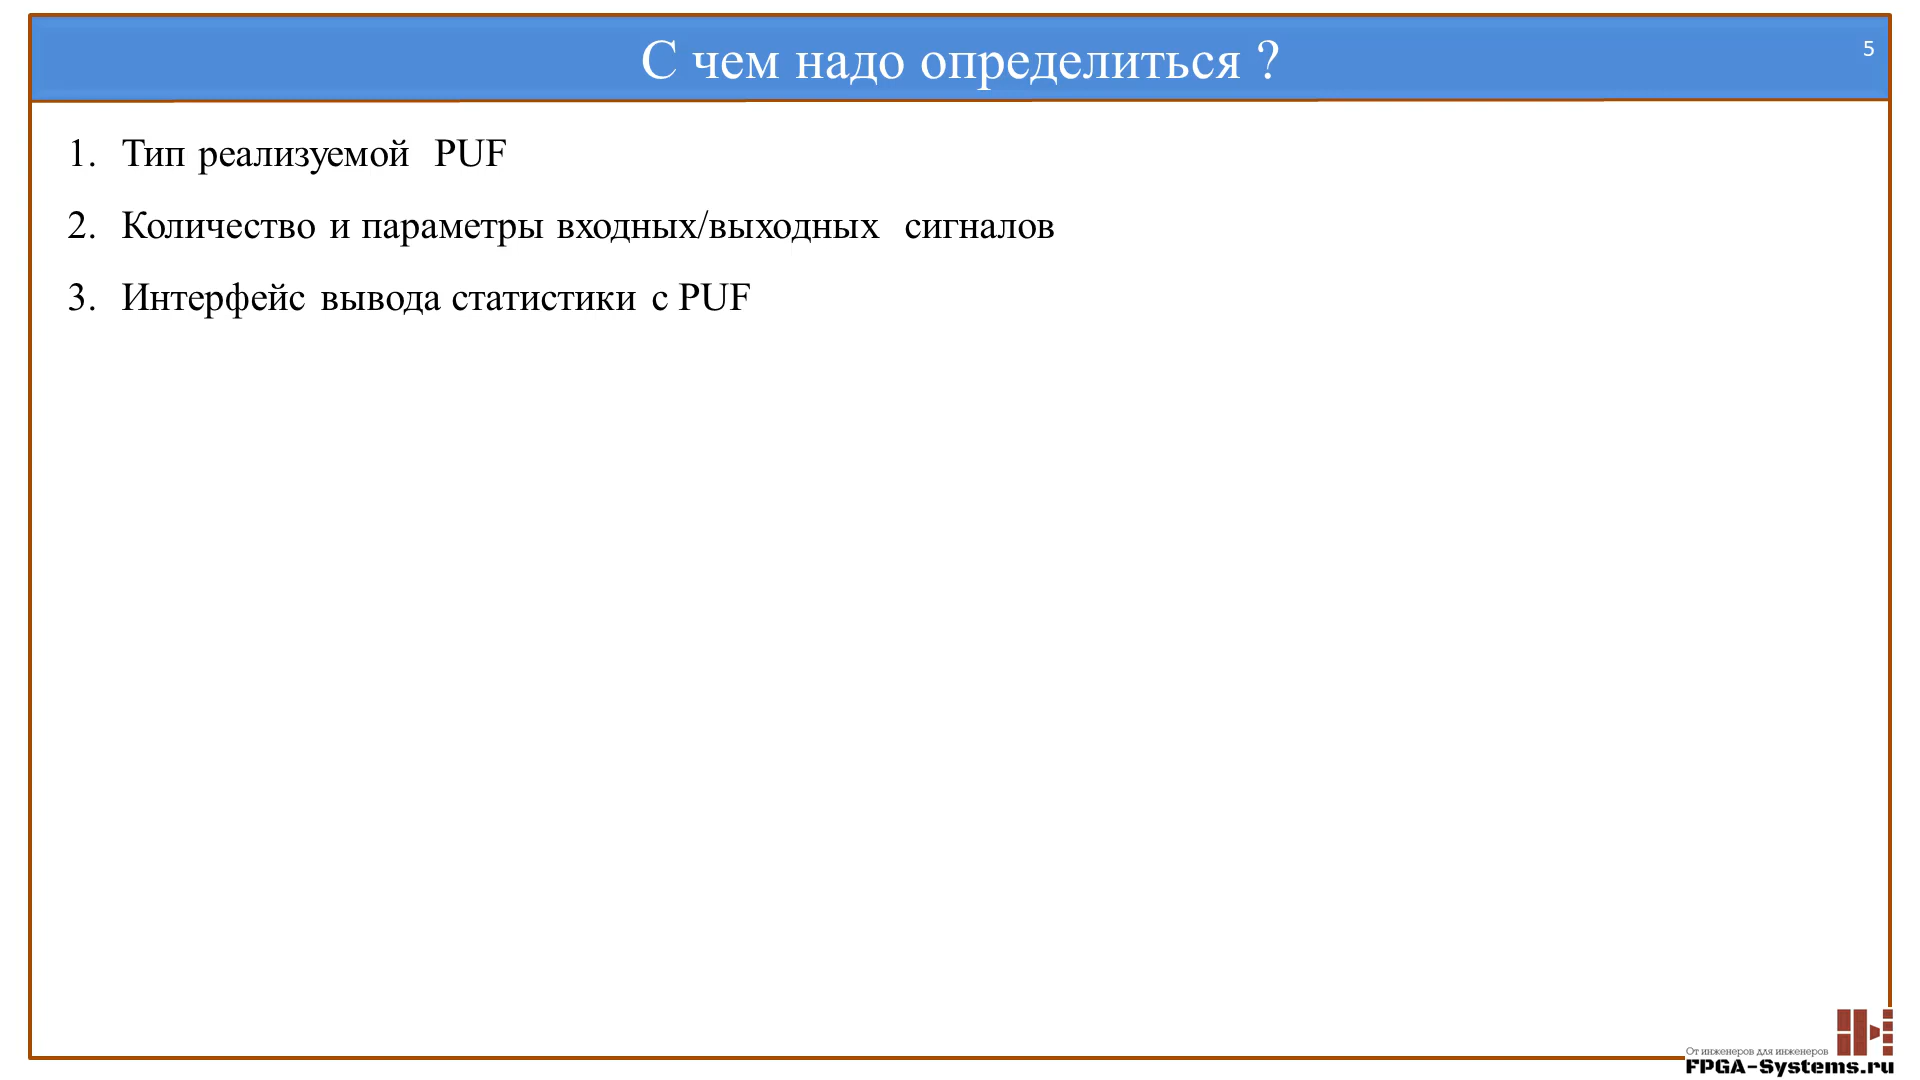 С чем надо определиться ?
5
1. Тип реализуемой PUF
2. Количество и параметры входных/выходных сигналов
3. Интерфейс вывода статистики с PUF
От инженеров для инженеров
FPGA-Systems.ru